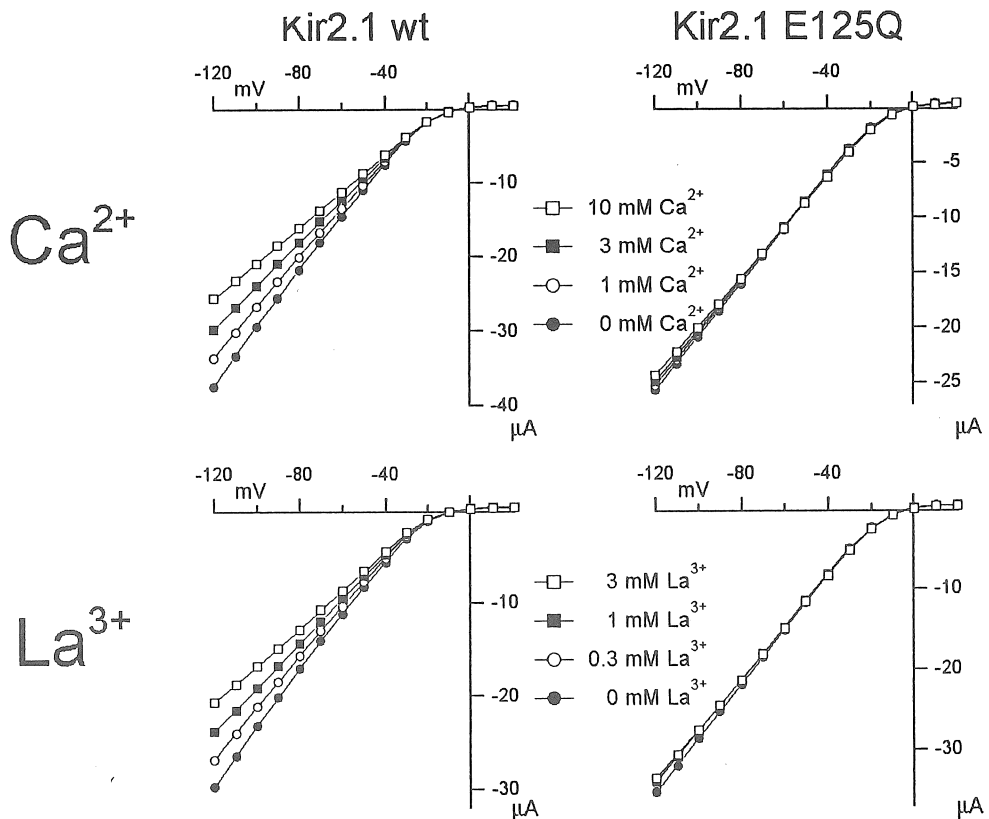 Kir2.1 wt
Kir2.1 E125Q
Ca²⁺
-120 -80 -40
mV
-10
-20
-30
-40
µA
10 mM Ca²⁺
3 mM Ca²⁺
1 mM Ca²⁺
0 mM Ca²⁺
-120 -80 -40
mV
-5
-10
-15
-20
-25
µA
La³⁺
-120 -80 -40
mV
-10
-20
-30
µA
3 mM La³⁺
1 mM La³⁺
0.3 mM La³⁺
0 mM La³⁺
-120 -80 -40
mV
-10
-20
-30
µA